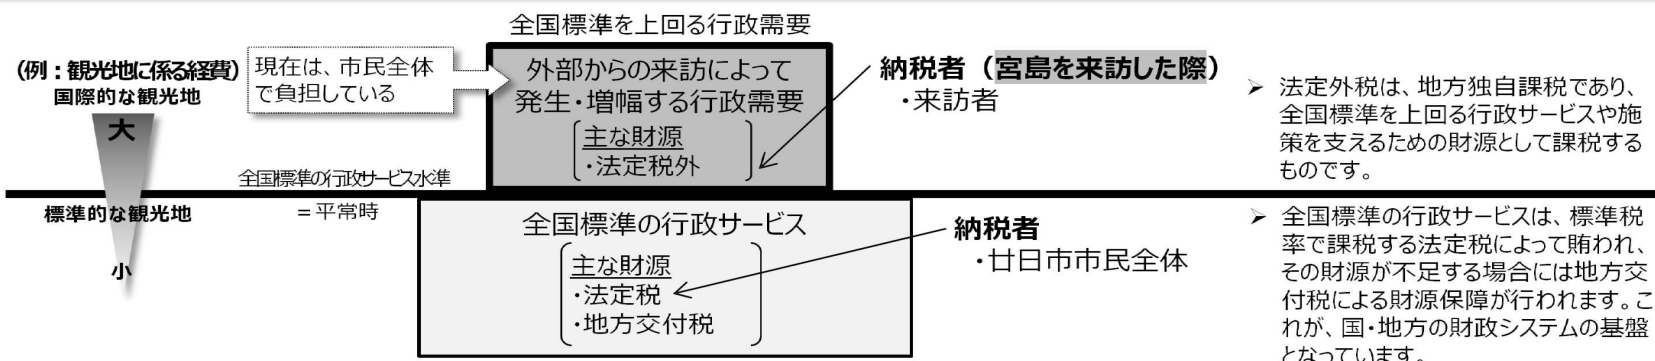 全国標準を上回る行政需要
(例：観光地に係る経費)
国際的な観光地
大
標準的な観光地
小
現在は、市民全体
で負担している
全国標準の行政サービス水準
＝平常時
外部からの来訪によって
発生・増幅する行政需要
主な財源
・法定税外
納税者（宮島を来訪した際）
・来訪者
全国標準の行政サービス
主な財源
・法定税
・地方交付税
納税者
・廿日市市民全体
➢ 法定外税は、地方独自課税であり、
全国標準を上回る行政サービスや施
策を支えるための財源として課税する
ものです。
➢ 全国標準の行政サービスは、標準税
率で課税する法定税によって賄われ、
その財源が不足する場合には地方交
付税による財源保障が行われます。こ
れが、国・地方の財政システムの基盤
となっています。